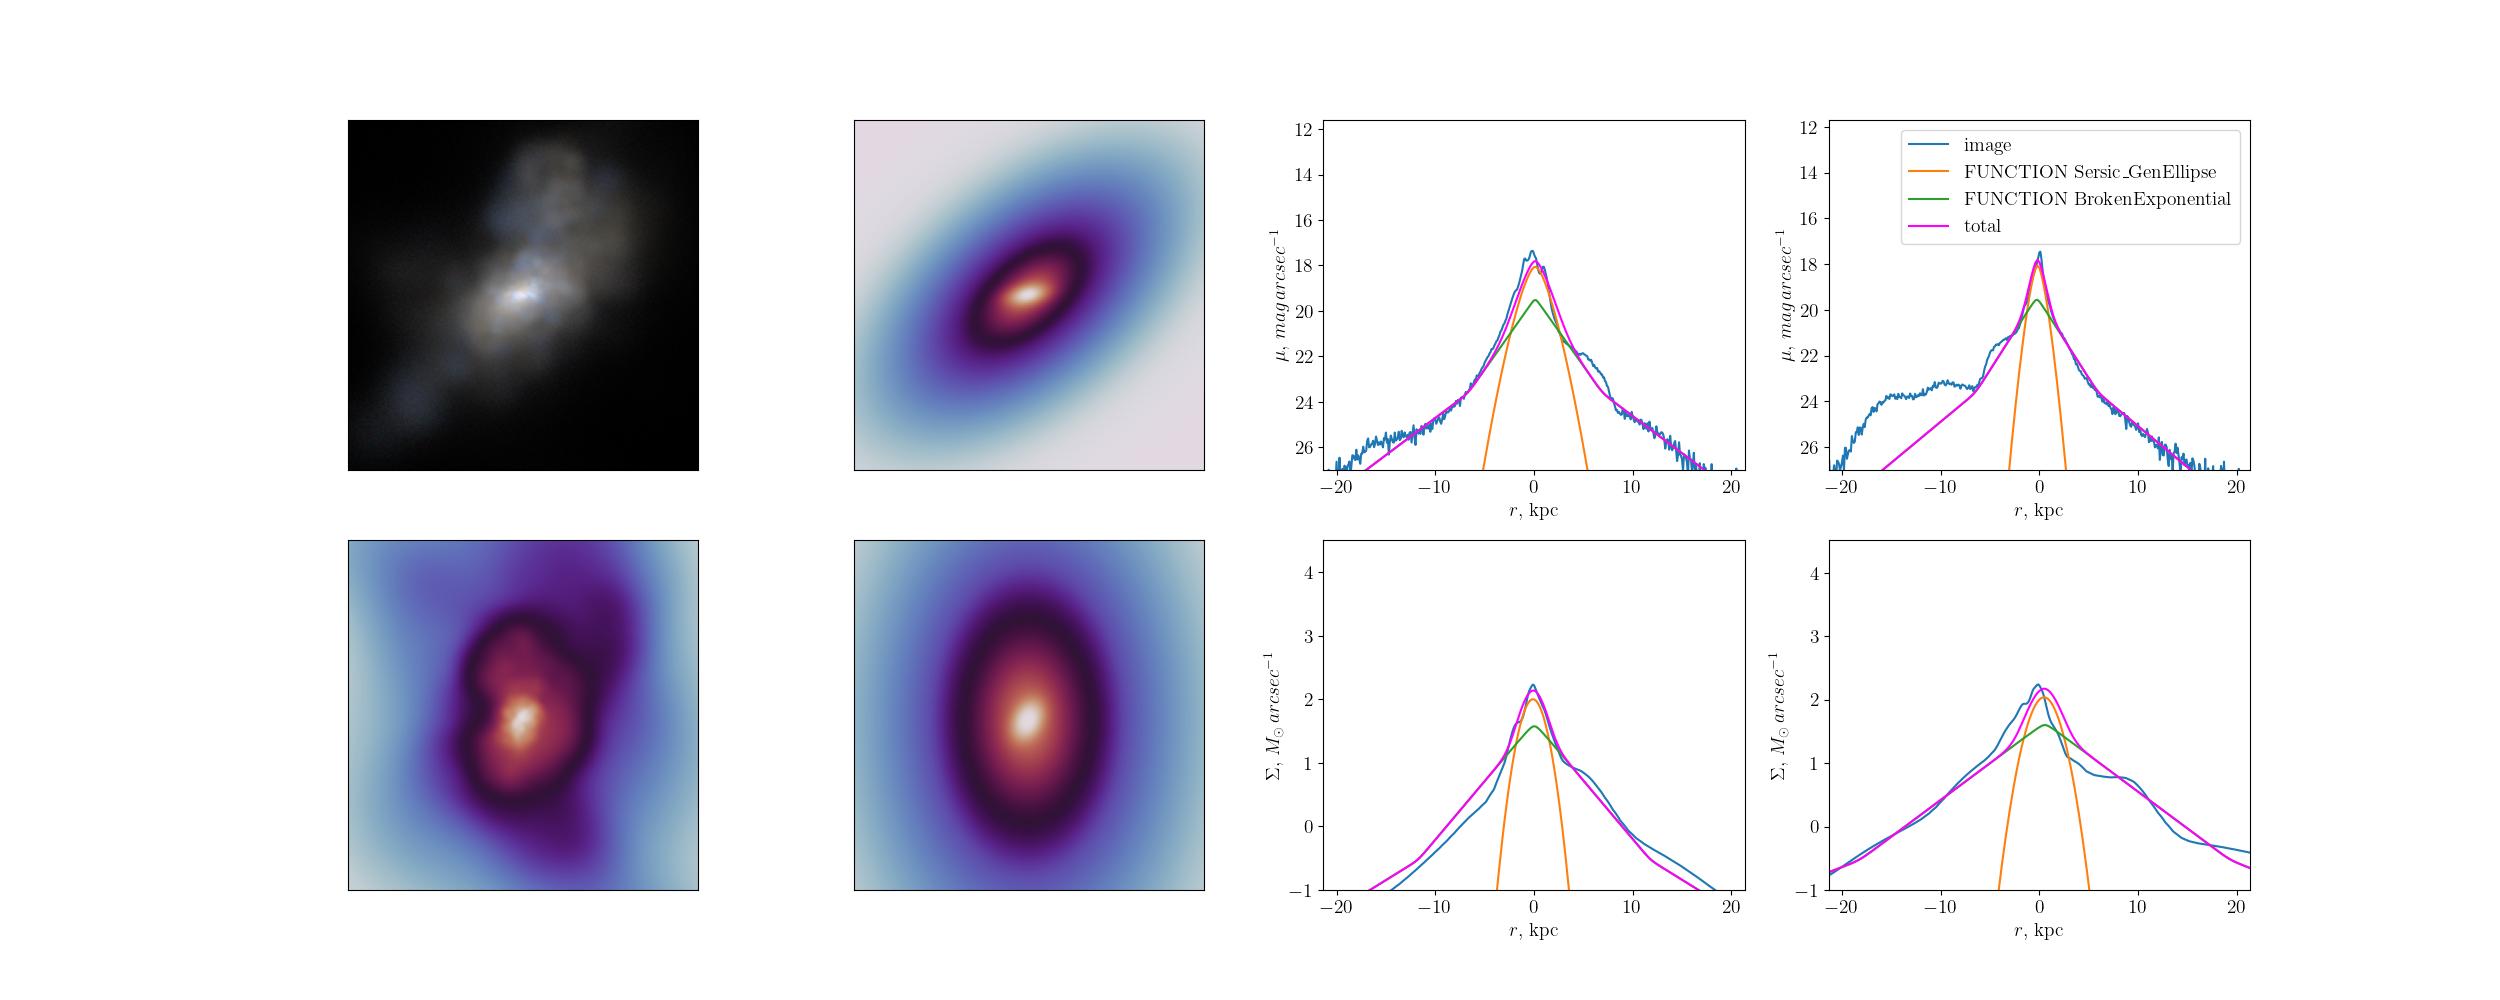 12
14
16
18
20
22
24
26
μ, mag arcsec⁻¹
−20 −10 0 10 20
r, kpc
12
14
16
18
20
22
24
26
μ, mag arcsec⁻¹
image
FUNCTION Sersic_GenEllipse
FUNCTION BrokenExponential
total
−20 −10 0 10 20
r, kpc
4
3
2
1
0
−1
Σ, M⊙ arcsec⁻¹
−20 −10 0 10 20
r, kpc
4
3
2
1
0
−1
Σ, M⊙ arcsec⁻¹
−20 −10 0 10 20
r, kpc